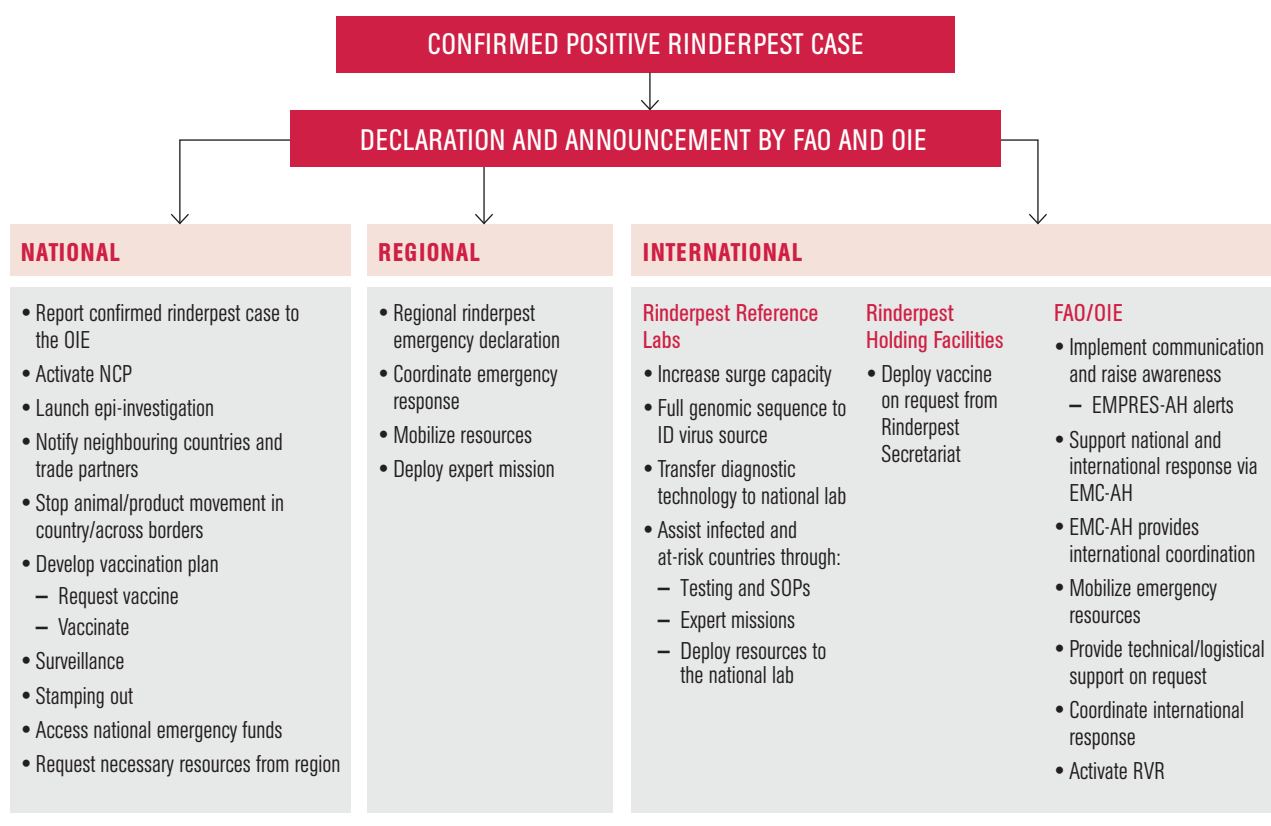 CONFIRMED POSITIVE RINDERPEST CASE
DECLARATION AND ANNOUNCEMENT BY FAO AND OIE
NATIONAL
• Report confirmed rinderpest case to
the OIE
• Activate NCP
• Launch epi-investigation
• Notify neighbouring countries and
trade partners
• Stop animal/product movement in
country/across borders
• Develop vaccination plan
– Request vaccine
– Vaccinate
• Surveillance
• Stamping out
• Access national emergency funds
• Request necessary resources from region
REGIONAL
• Regional rinderpest
emergency declaration
• Coordinate emergency
response
• Mobilize resources
• Deploy expert mission
INTERNATIONAL
Rinderpest Reference
Labs
• Increase surge capacity
• Full genomic sequence to
ID virus source
• Transfer diagnostic
technology to national lab
• Assist infected and
at-risk countries through:
– Testing and SOPs
– Expert missions
– Deploy resources to
the national lab
Rinderpest
Holding Facilities
• Deploy vaccine
on request from
Rinderpest
Secretariat
FAO/OIE
• Implement communication
and raise awareness
– EMPRES-AH alerts
• Support national and
international response via
EMC-AH
• EMC-AH provides
international coordination
• Mobilize emergency
resources
• Provide technical/logistical
support on request
• Coordinate international
response
• Activate RVR